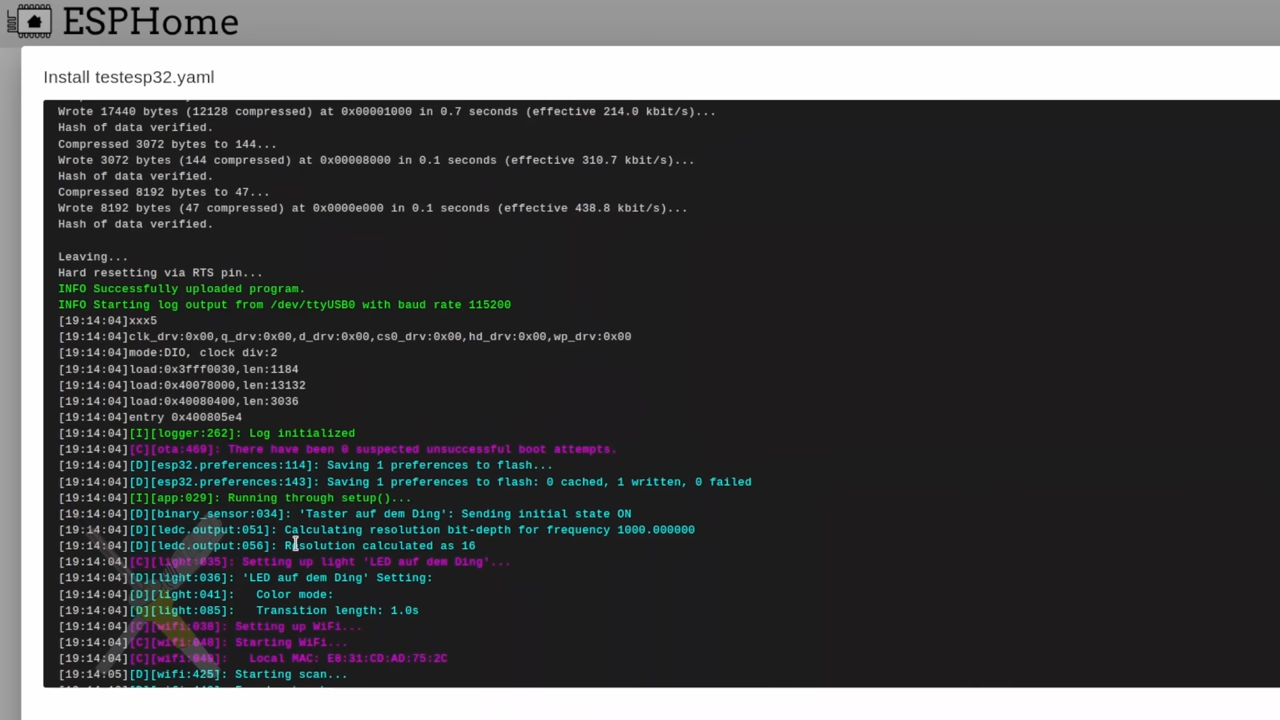 ESPHome
Install testesp32.yaml
Wrote 17440 bytes (12128 compressed) at 0x00001000 in 0.7 seconds (effective 214.0 kbit/s)...
Hash of data verified.
Compressed 3072 bytes to 144...
Wrote 3072 bytes (144 compressed) at 0x00008000 in 0.1 seconds (effective 310.7 kbit/s)...
Hash of data verified.
Compressed 8192 bytes to 47...
Wrote 8192 bytes (47 compressed) at 0x0000e000 in 0.1 seconds (effective 438.8 kbit/s)...
Hash of data verified.
Leaving...
Hard resetting via RTS pin...
INFO Successfully uploaded program.
INFO Starting log output from /dev/ttyUSB0 with baud rate 115200
[19:14:04]xxx5
[19:14:04]clk_drv:0x00,q_drv:0x00,d_drv:0x00,cs0_drv:0x00,hd_drv:0x00,wp_drv:0x00
[19:14:04]mode:DIO, clock div:2
[19:14:04]load:0x3fff0030,len:1184
[19:14:04]load:0x40078000,len:13132
[19:14:04]load:0x40080400,len:3036
[19:14:04]entry 0x400805e4
[19:14:04][I][logger:262]: Log initialized
[19:14:04][C][ota:469]: There have been 0 suspected unsuccessful boot attempts.
[19:14:04][D][esp32.preferences:114]: Saving 1 preferences to flash...
[19:14:04][D][esp32.preferences:143]: Saving 1 preferences to flash: 0 cached, 1 written, 0 failed
[19:14:04][I][app:029]: Running through setup()...
[19:14:04][D][binary_sensor:034]: 'Taster auf dem Ding': Sending initial state ON
[19:14:04][D][ledc.output:051]: Calculating resolution bit-depth for frequency 1000.000000
[19:14:04][D][ledc.output:056]: Resolution calculated as 16
[19:14:04][C][light:035]: Setting up light 'LED auf dem Ding'...
[19:14:04][D][light:036]: 'LED auf dem Ding' Setting:
[19:14:04][D][light:041]:   Color mode:
[19:14:04][D][light:085]:   Transition length: 1.0s
[19:14:04][C][wifi:038]: Setting up WiFi...
[19:14:04][C][wifi:048]: Starting WiFi...
[19:14:04][C][wifi:049]:   Local MAC: E8:31:CD:AD:75:2C
[19:14:05][D][wifi:425]: Starting scan...